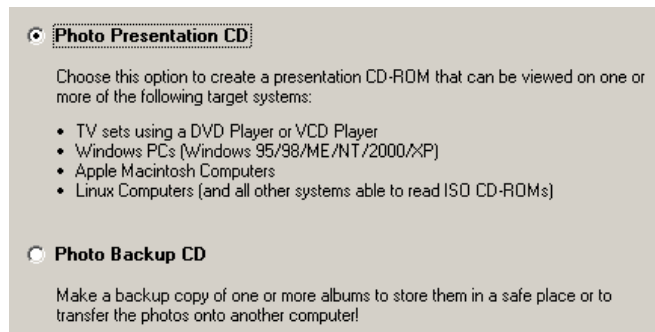 Photo Presentation CD
Choose this option to create a presentation CD-ROM that can be viewed on one or
more of the following target systems:
• TV sets using a DVD Player or VCD Player
• Windows PCs (Windows 95/98/ME/NT/2000/XP)
• Apple Macintosh Computers
• Linux Computers (and all other systems able to read ISO CD-ROMs)
Photo Backup CD
Make a backup copy of one or more albums to store them in a safe place or to
transfer the photos onto another computer!